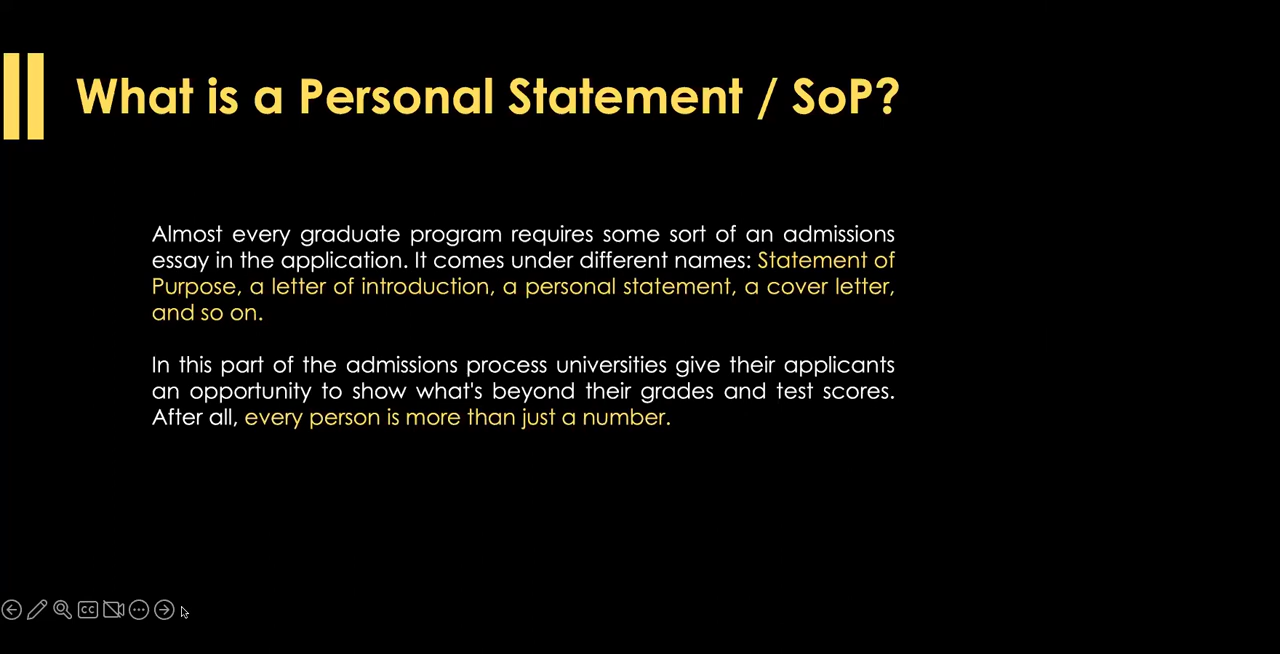 What is a Personal Statement / SoP?
Almost every graduate program requires some sort of an admissions
essay in the application. It comes under different names: Statement of
Purpose, a letter of introduction, a personal statement, a cover letter,
and so on.
In this part of the admissions process universities give their applicants
an opportunity to show what's beyond their grades and test scores.
After all, every person is more than just a number.
CC